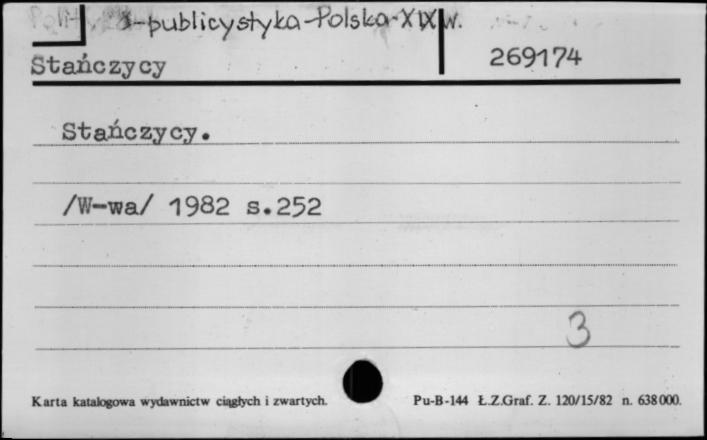 -publicystyka-Polska-XIX w.
Stańczycy 269174
Stańczycy.
/W-wa/ 1982 s.252
3
Karta katalogowa wydawnictw ciągłych i zwartych. Pu-B-144 Ł.Z.Graf. Z. 120/15/82 n. 638000.